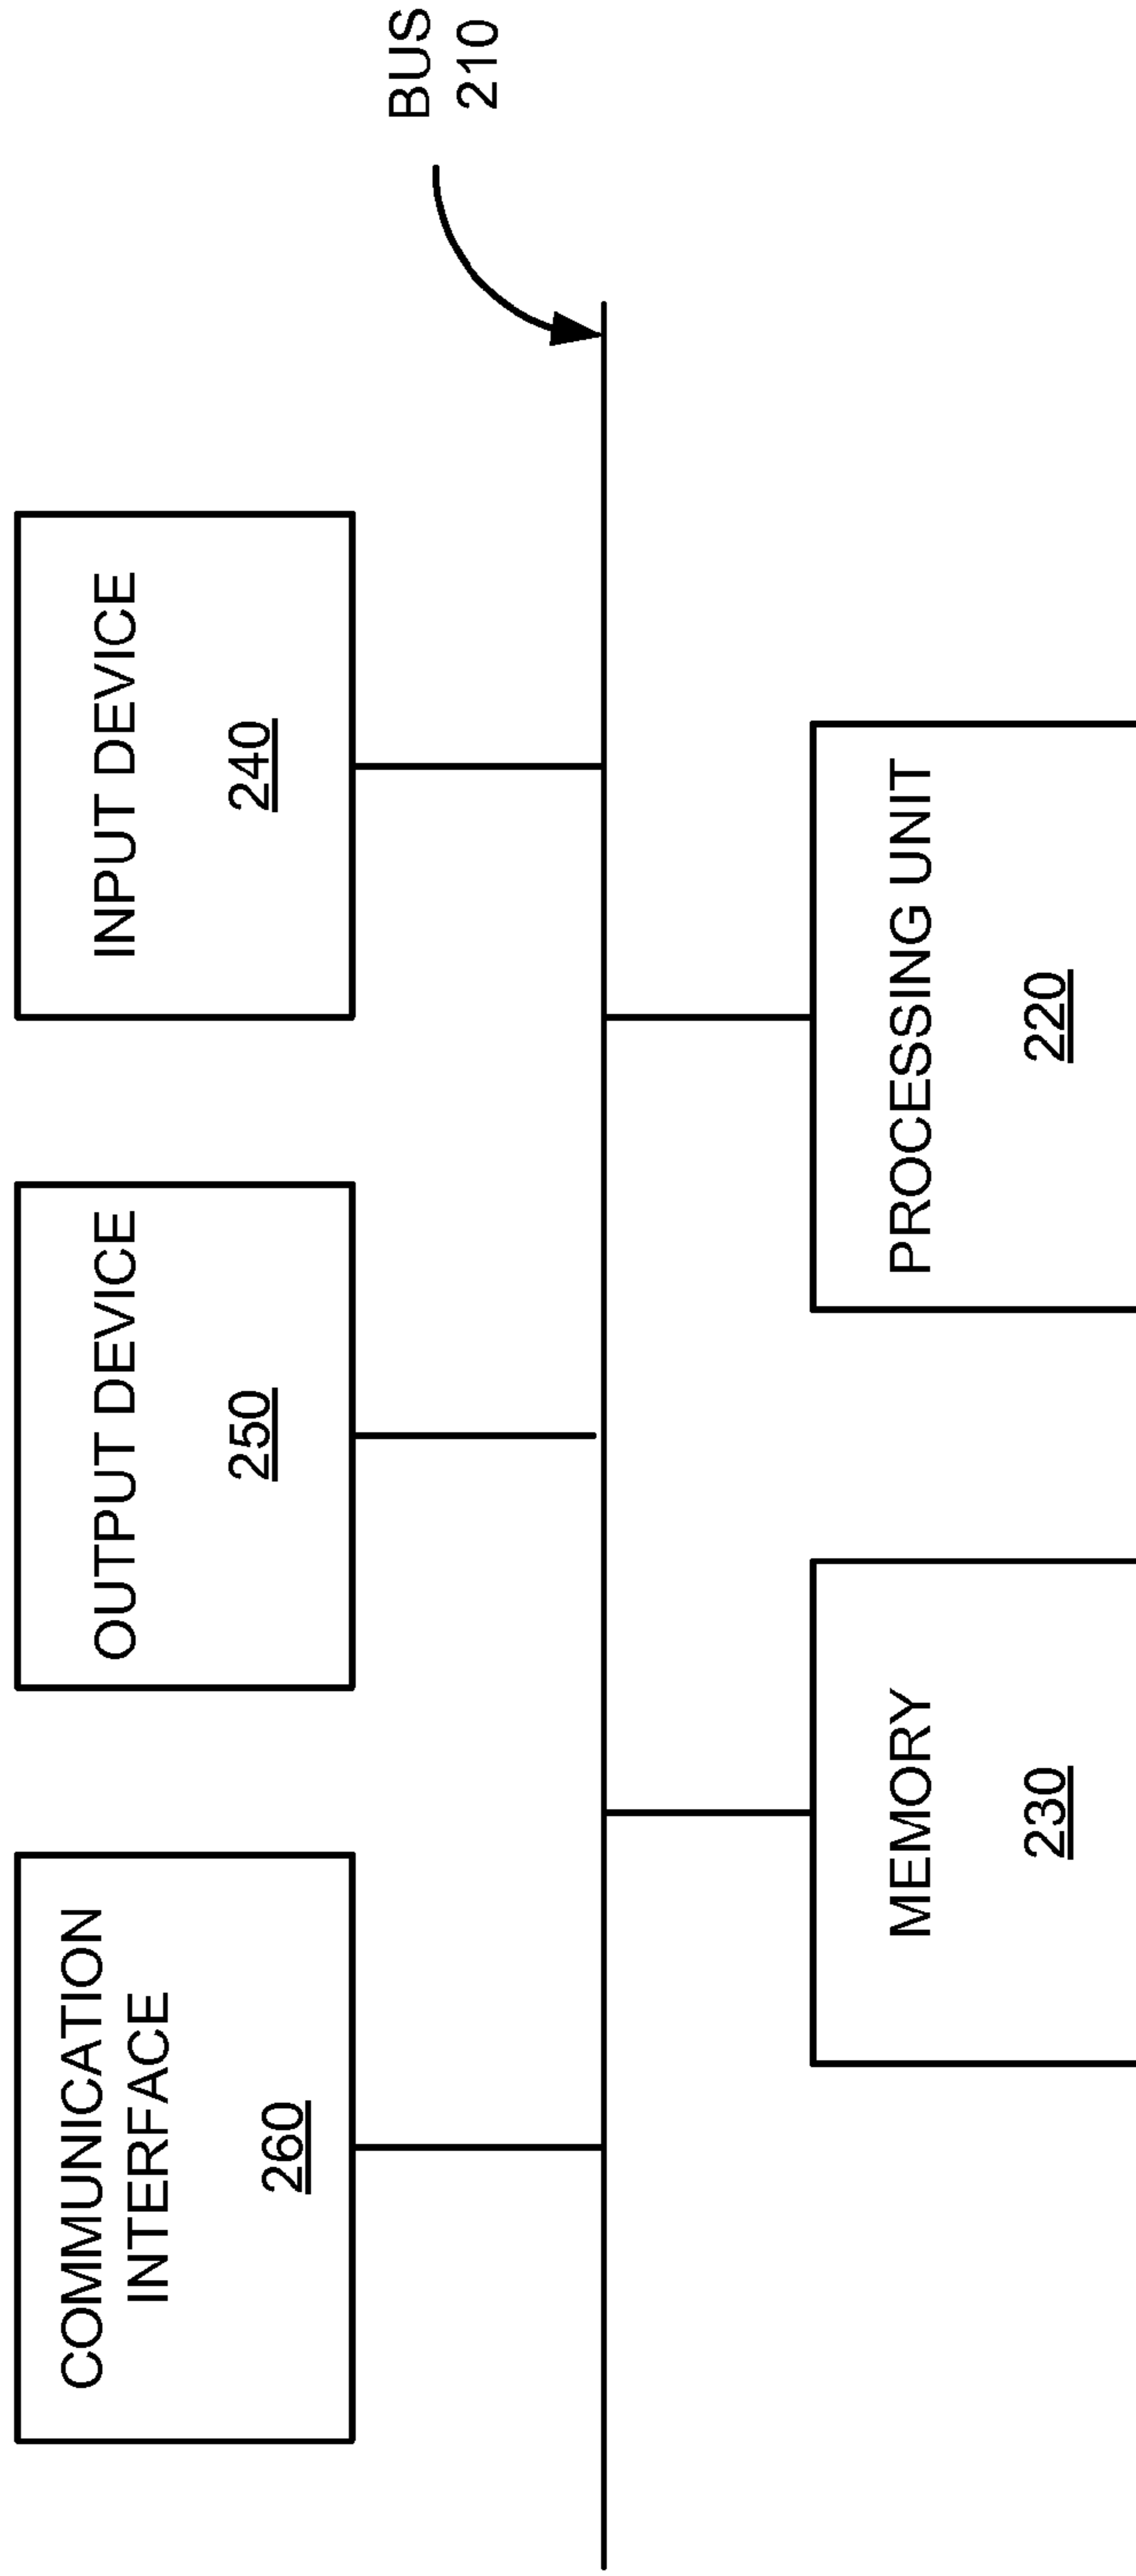 COMMUNICATION
INTERFACE
260
OUTPUT DEVICE
250
INPUT DEVICE
240
BUS
210
MEMORY
230
PROCESSING UNIT
220